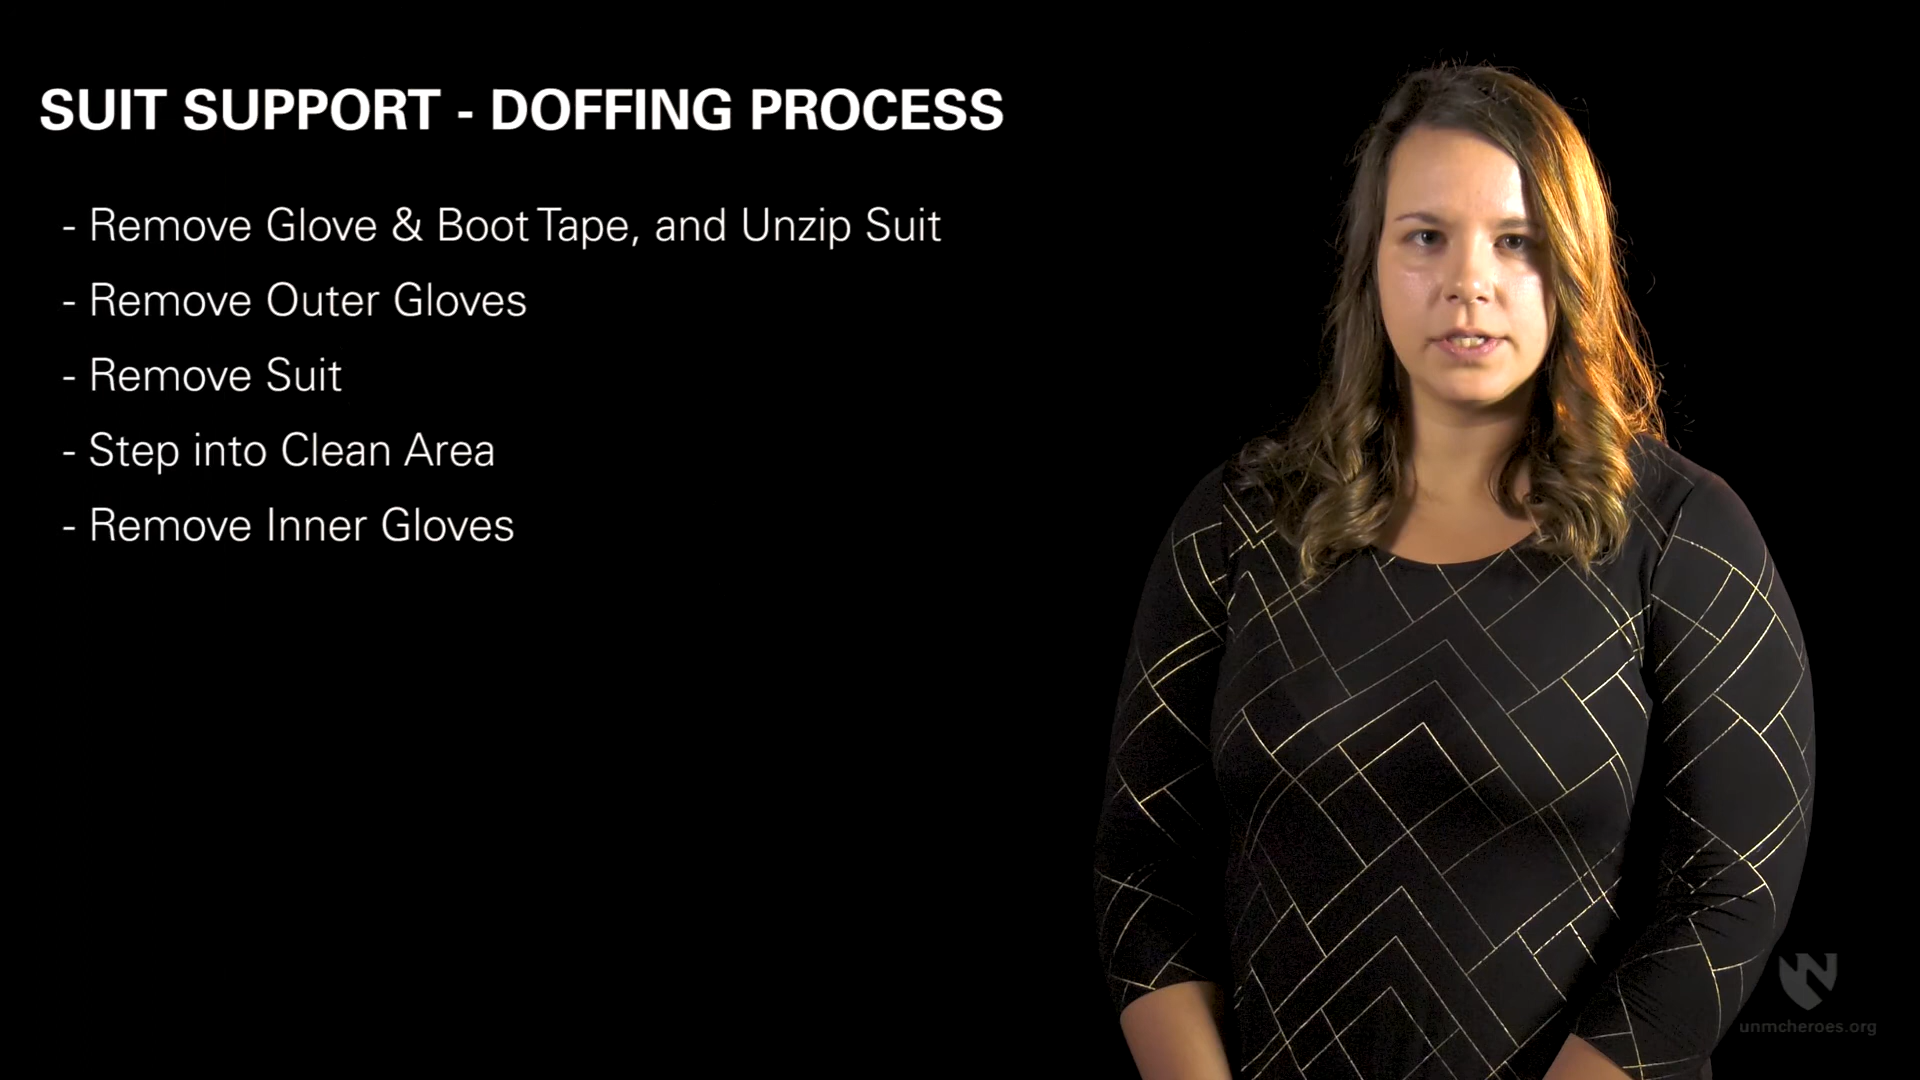 SUIT SUPPORT - DOFFING PROCESS
- Remove Glove & Boot Tape, and Unzip Suit
- Remove Outer Gloves
- Remove Suit
- Step into Clean Area
- Remove Inner Gloves
unmcheroes.org